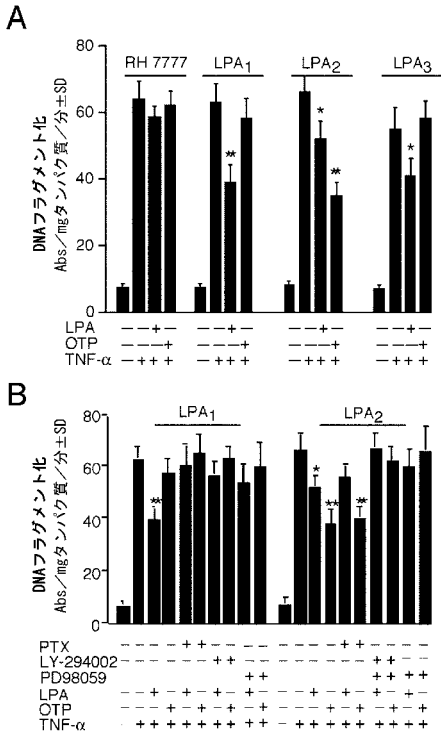 A
DNAフラグメント化
Abs/mgタンパク質/分±SD
80
60
40
20
0
RH 7777
LPA1
LPA2
LPA3
**
*
**
*
LPA — — + — — — + — — — + — — — + —
OTP — — — + — — — + — — — + — — — +
TNF-α — + + + — + + + — + + + — + + +
B
DNAフラグメント化
Abs/mgタンパク質/分±SD
80
60
40
20
0
LPA1
LPA2
**
*
**
**
PTX
LY-294002
PD98059
LPA
OTP
TNF-α